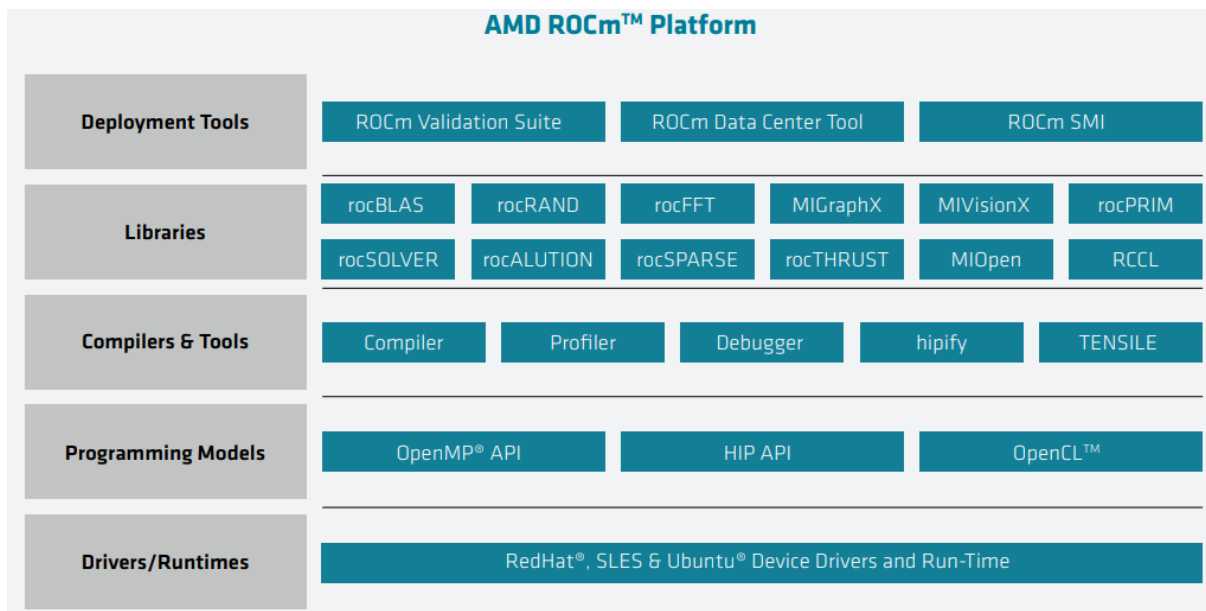 AMD ROCm™ Platform
Deployment Tools
ROCm Validation Suite
ROCm Data Center Tool
ROCm SMI
Libraries
rocBLAS
rocRAND
rocFFT
MIGraphX
MIVisionX
rocPRIM
rocSOLVER
rocALUTION
rocSPARSE
rocTHRUST
MIOpen
RCCL
Compilers & Tools
Compiler
Profiler
Debugger
hipify
TENSILE
Programming Models
OpenMP® API
HIP API
OpenCL™
Drivers/Runtimes
RedHat®, SLES & Ubuntu® Device Drivers and Run-Time